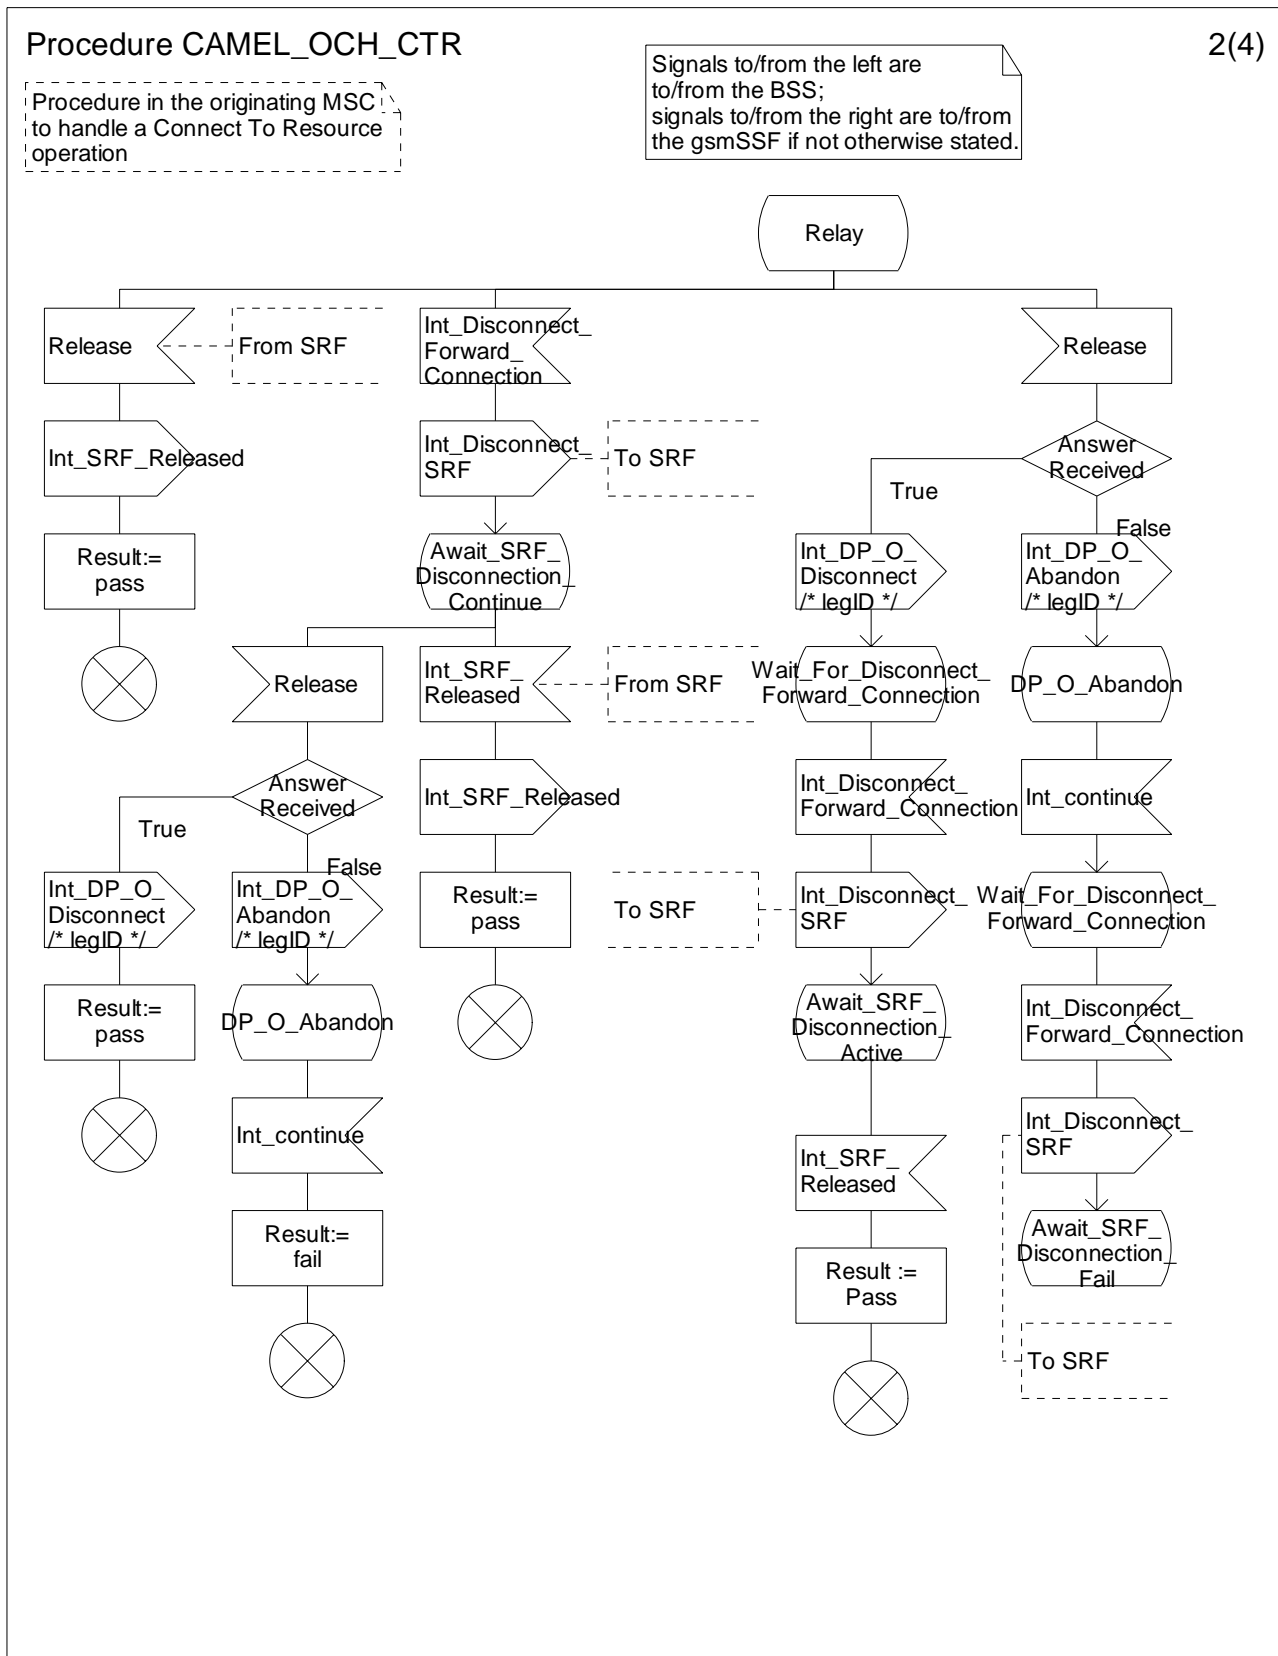 Procedure CAMEL_OCH_CTR
2(4)
Procedure in the originating MSC
to handle a Connect To Resource
operation
Signals to/from the left are
to/from the BSS;
signals to/from the right are to/from
the gsmSSF if not otherwise stated.
Relay
Release
From SRF
Int_Disconnect_
Forward_
Connection
Release
Int_SRF_Released
Int_Disconnect_
SRF
To SRF
Answer
Received
True
False
Result:=
pass
Await_SRF_
Disconnection_
Continue
Int_DP_O_
Disconnect
/* legID */
Int_DP_O_
Abandon
/* legID */
Release
Int_SRF_
Released
From SRF
Wait_For_Disconnect_
Forward_Connection
DP_O_Abandon
Answer
Received
True
False
Int_SRF_Released
Int_Disconnect_
Forward_Connection
Int_continue
Int_DP_O_
Disconnect
/* legID */
Int_DP_O_
Abandon
/* legID */
Result:=
pass
To SRF
Int_Disconnect_
SRF
Wait_For_Disconnect_
Forward_Connection
Result:=
pass
DP_O_Abandon
Await_SRF_
Disconnection_
Active
Int_Disconnect_
Forward_Connection
Int_continue
Int_SRF_
Released
Int_Disconnect_
SRF
Result:=
fail
Result :=
Pass
Await_SRF_
Disconnection_
Fail
To SRF